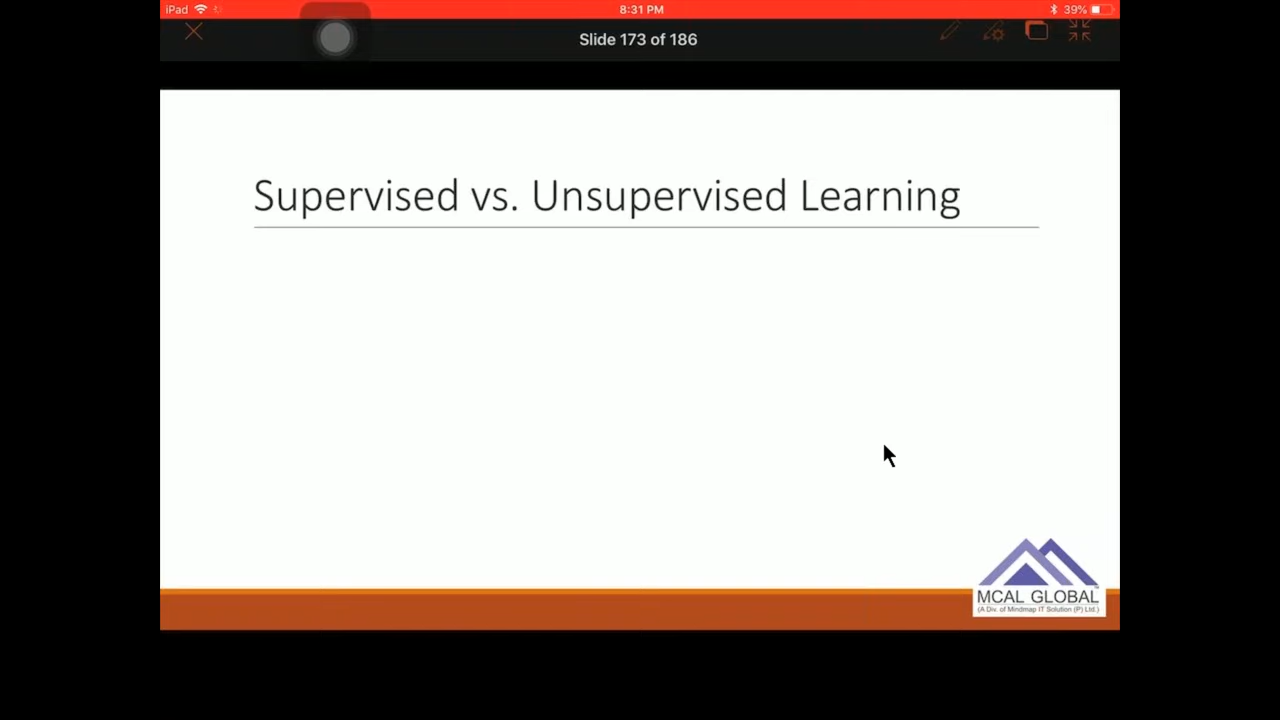 iPad 8:31 PM 39%
Slide 173 of 186
Supervised vs. Unsupervised Learning
MCAL GLOBAL
(A Div. of Mindmap IT Solution (P) Ltd.)